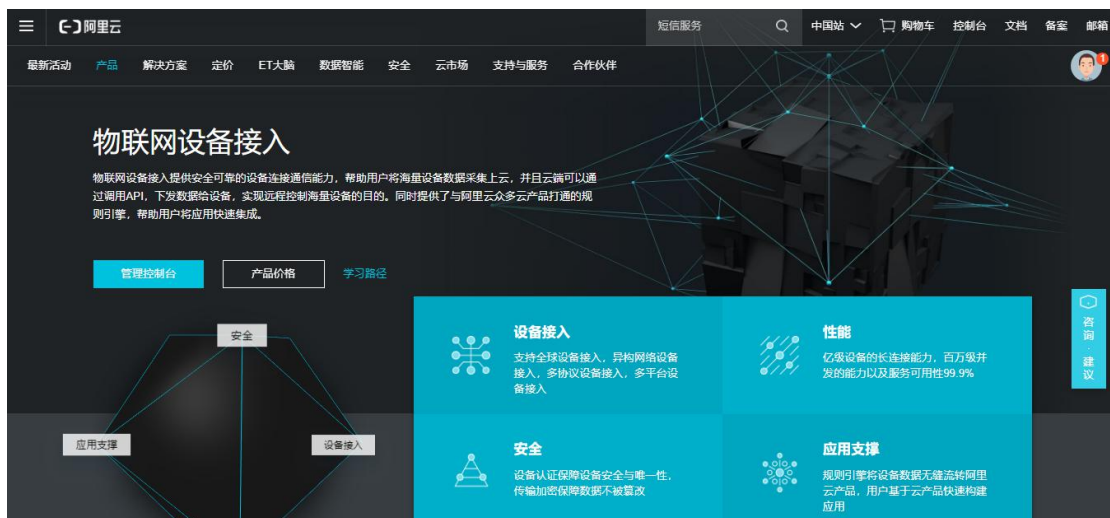 阿里云
短信服务
中国站
购物车
控制台
文档
备案
邮箱
最新活动
产品
解决方案
定价
ET大脑
数据智能
安全
云市场
支持与服务
合作伙伴
1
物联网设备接入
物联网设备接入提供安全可靠的设备连接通信能力，帮助用户将海量设备数据采集上云，并且云端可以通
过调用API，下发数据给设备，实现远程控制海量设备的目的。同时提供了与阿里云众多云产品打通的规
则引擎，帮助用户将应用快速集成。
管理控制台
产品价格
学习路径
安全
应用支撑
设备接入
设备接入
支持全球设备接入，异构网络设备
接入，多协议设备接入，多平台设
备接入
性能
亿级设备的长连接能力，百万级并
发的能力以及服务可用性99.9%
安全
设备认证保障设备安全与唯一性，
传输加密保障数据不被篡改
应用支撑
规则引擎将设备数据无缝流转阿里
云产品，用户基于云产品快速构建
应用
咨询·建议